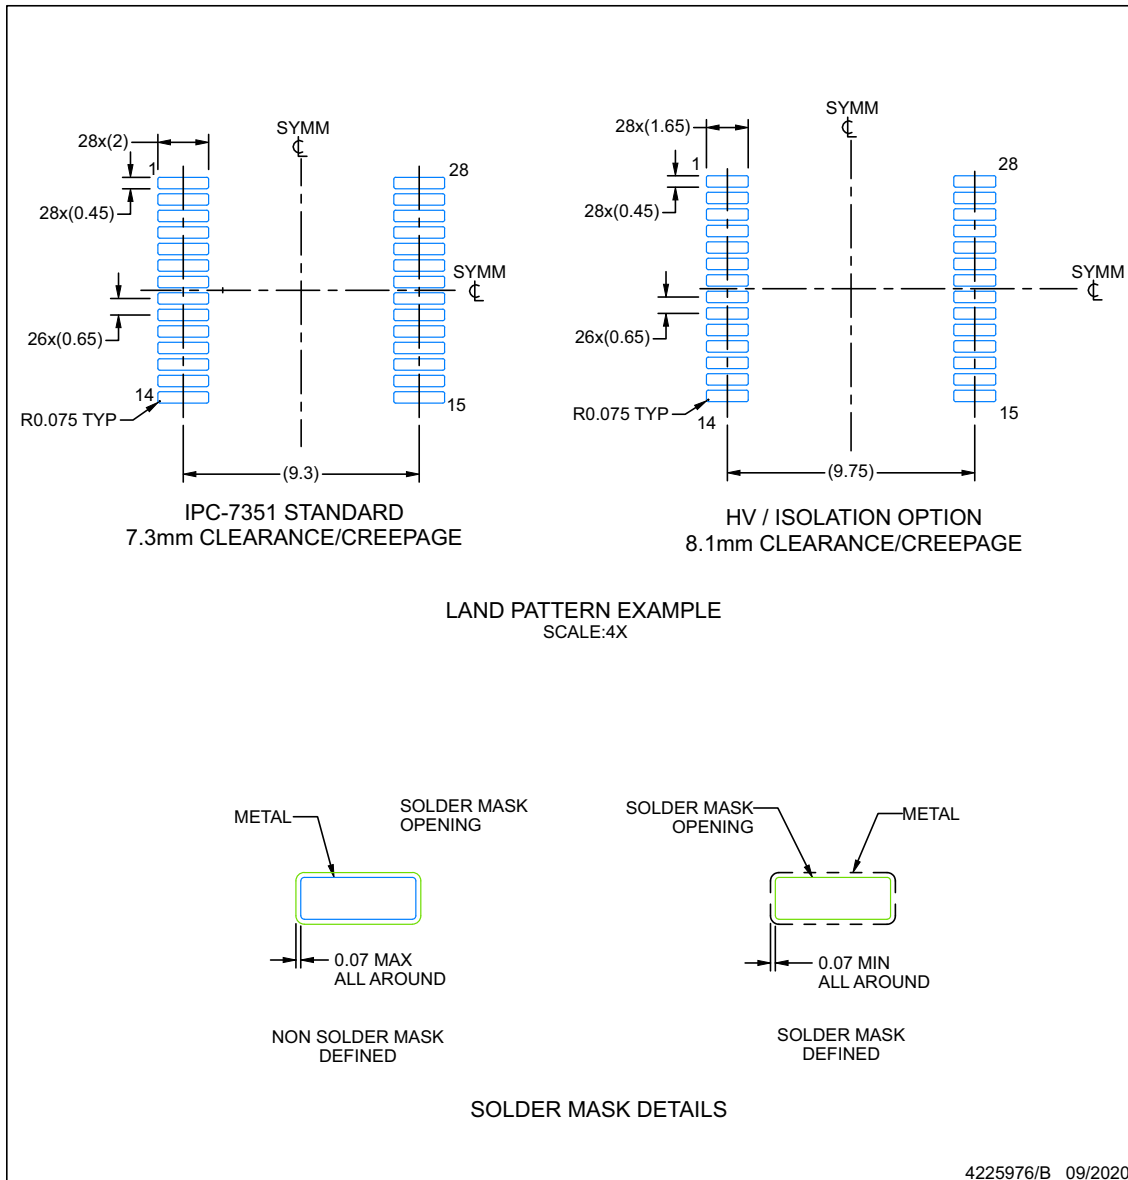 SYMM
℄
28x(2)
1
28
28x(0.45)
SYMM
℄
26x(0.65)
14
15
R0.075 TYP
(9.3)
IPC-7351 STANDARD
7.3mm CLEARANCE/CREEPAGE
SYMM
℄
28x(1.65)
1
28
28x(0.45)
SYMM
℄
26x(0.65)
R0.075 TYP
14
15
(9.75)
HV / ISOLATION OPTION
8.1mm CLEARANCE/CREEPAGE
LAND PATTERN EXAMPLE
SCALE:4X
METAL
SOLDER MASK
OPENING
0.07 MAX
ALL AROUND
NON SOLDER MASK
DEFINED
SOLDER MASK
OPENING
METAL
0.07 MIN
ALL AROUND
SOLDER MASK
DEFINED
SOLDER MASK DETAILS
4225976/B 09/2020